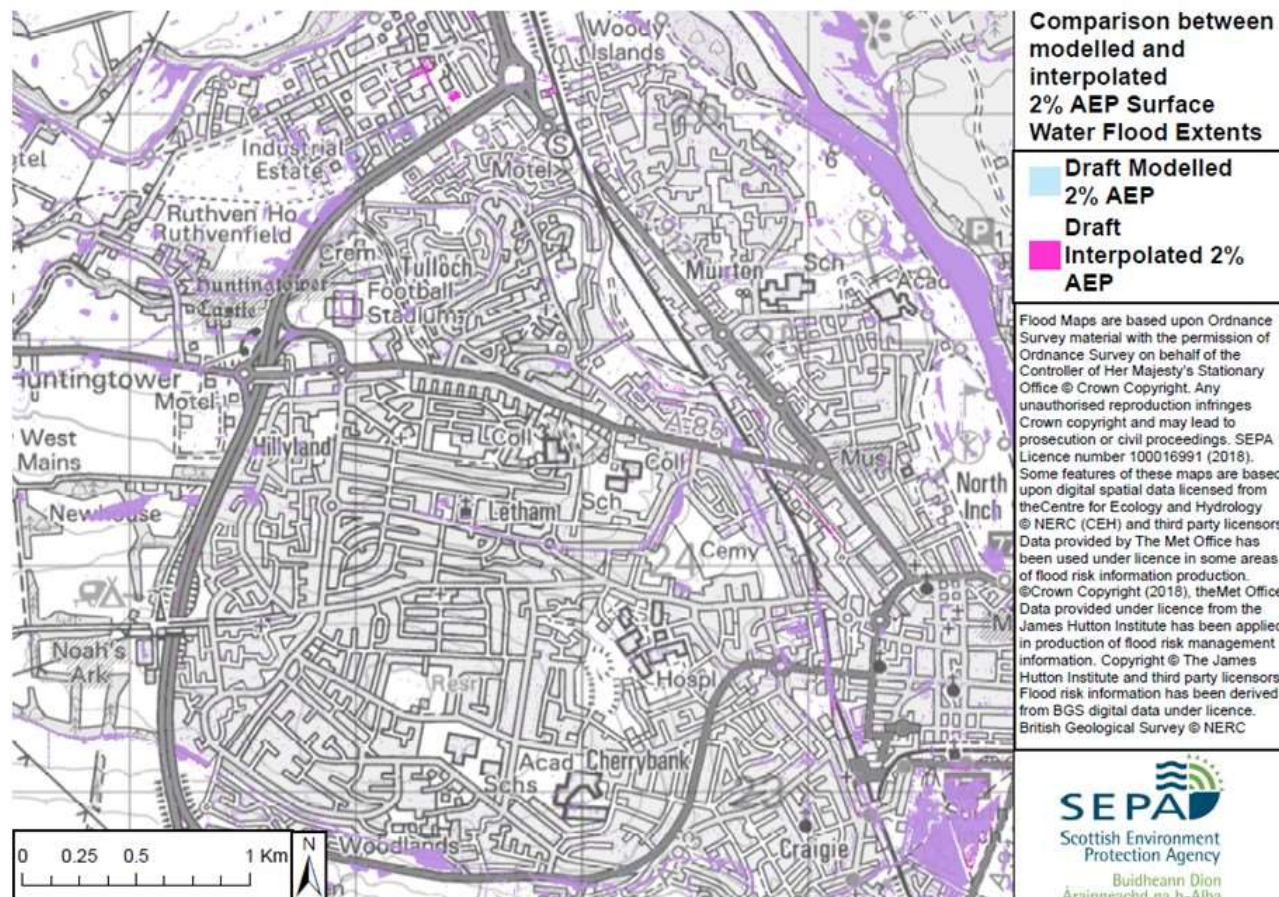 Comparison between
modelled and
interpolated
2% AEP Surface
Water Flood Extents
Draft Modelled
2% AEP
Draft
Interpolated 2%
AEP
Flood Maps are based upon Ordnance
Survey material with the permission of
Ordnance Survey on behalf of the
Controller of Her Majesty's Stationary
Office © Crown Copyright. Any
unauthorised reproduction infringes
Crown copyright and may lead to
prosecution or civil proceedings. SEPA
Licence number 100016991 (2018).
Some features of these maps are based
upon digital spatial data licensed from
theCentre for Ecology and Hydrology
© NERC (CEH) and third party licensors
Data provided by The Met Office has
been used under licence in some areas
of flood risk information production.
©Crown Copyright (2018), theMet Office
Data provided under licence from the
James Hutton Institute has been applied
in production of flood risk management
information. Copyright © The James
Hutton Institute and third party licensors
Flood risk information has been derived
from BGS digital data under licence.
British Geological Survey © NERC
SEPA
Scottish Environment
Protection Agency
Buidheann Dìon
Woody
Islands
Industrial
Estate
S
Motel
6
Ruthven Ho
Ruthvenfield
P
1
Crem
Tulloch
Muirton
Sch
Acad
Huntingtower
Castle
Football
Stadium
Huntingtower
Motel
A 85
West
Mains
Hillyland
Coll
Coll
Mus
North
Inch
Sch
Newhouse
Letham
24
Cemy
Noah's
Ark
Resr
Hospl
Acad
Cherrybank
Schs
Craigie
Woodlands
0 0.25 0.5 1 Km
N